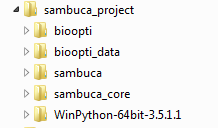 sambuca_project
bioopti
bioopti_data
sambuca
sambuca_core
WinPython-64bit-3.5.1.1